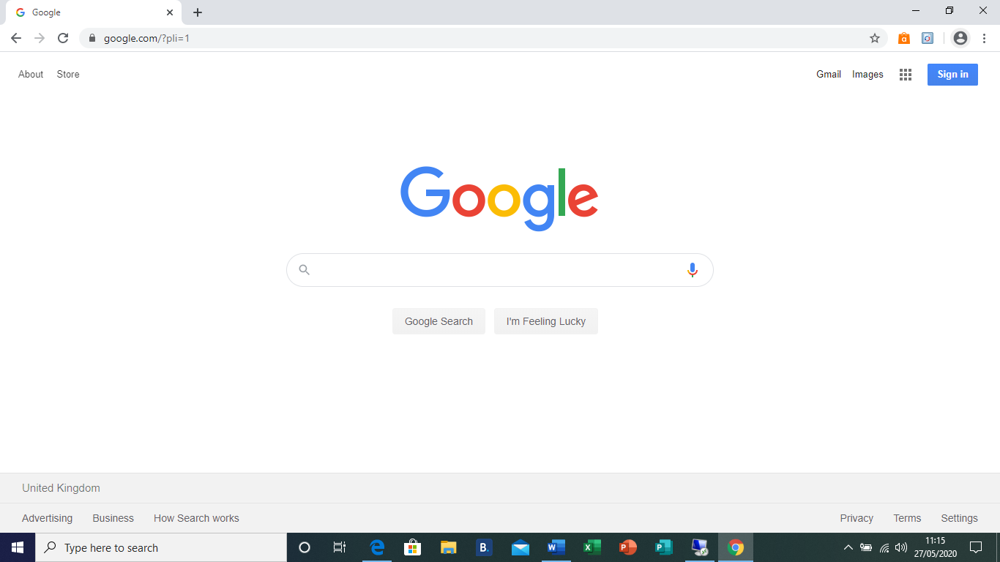 Google
google.com/?pli=1
About Store Gmail Images Sign in
Google
Google Search I'm Feeling Lucky
United Kingdom
Advertising Business How Search works Privacy Terms Settings
Type here to search B. W X P P 11:15
27/05/2020